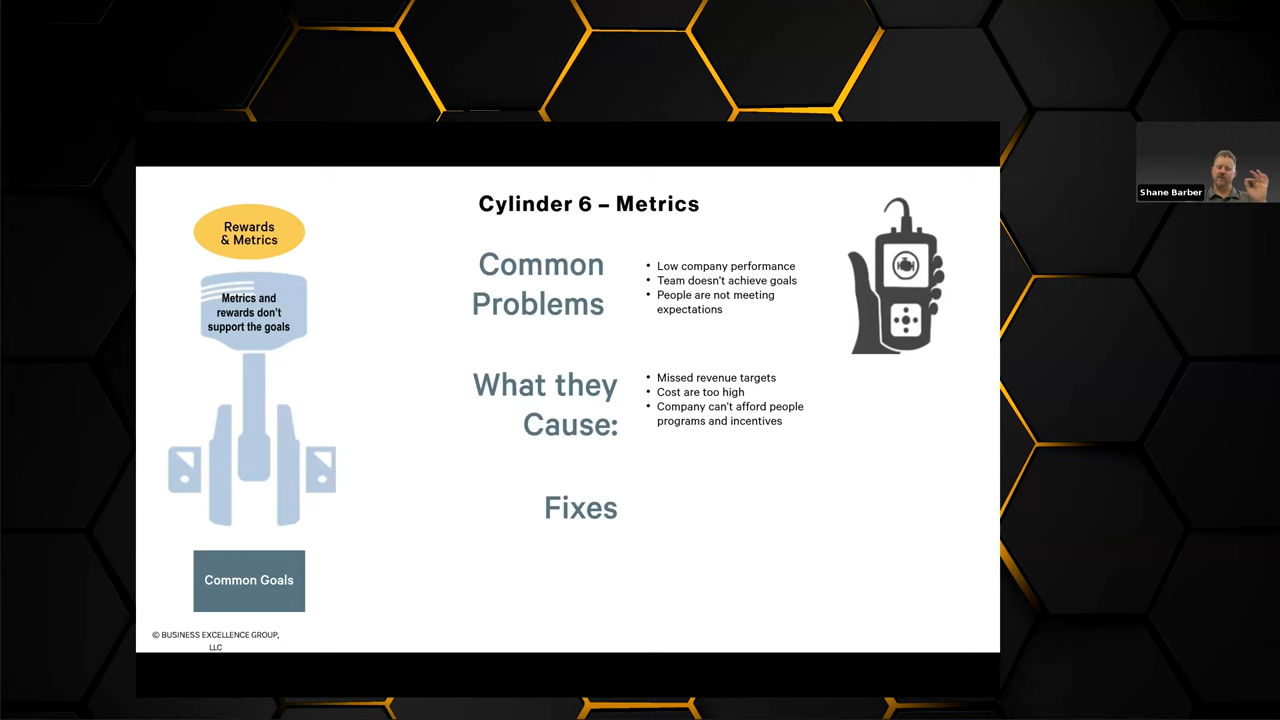 Cylinder 6 – Metrics
Rewards
& Metrics
Metrics and
rewards don't
support the goals
Common Goals
© BUSINESS EXCELLENCE GROUP,
LLC
Common
Problems
• Low company performance
• Team doesn't achieve goals
• People are not meeting
expectations
What they
Cause:
• Missed revenue targets
• Cost are too high
• Company can't afford people
programs and incentives
Fixes
Shane Barber